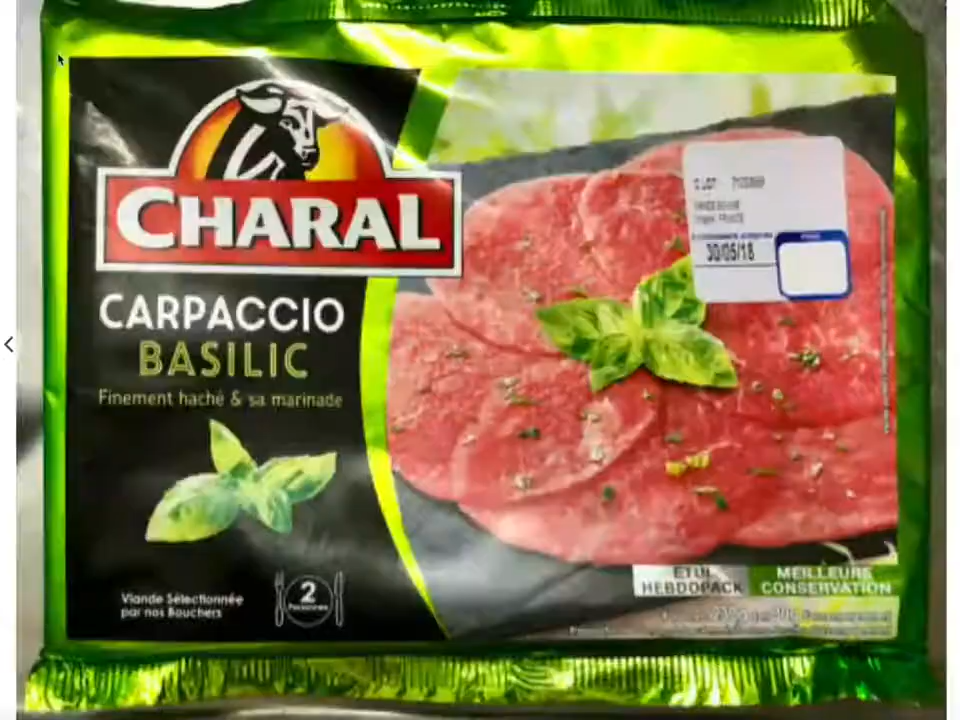 CHARAL
CARPACCIO
BASILIC
Finement haché & sa marinade
Viande Sélectionnée
par nos Bouchers
2
Personnes
30/05/18
ETUI
HEBDOPACK
MEILLEURE
CONSERVATION